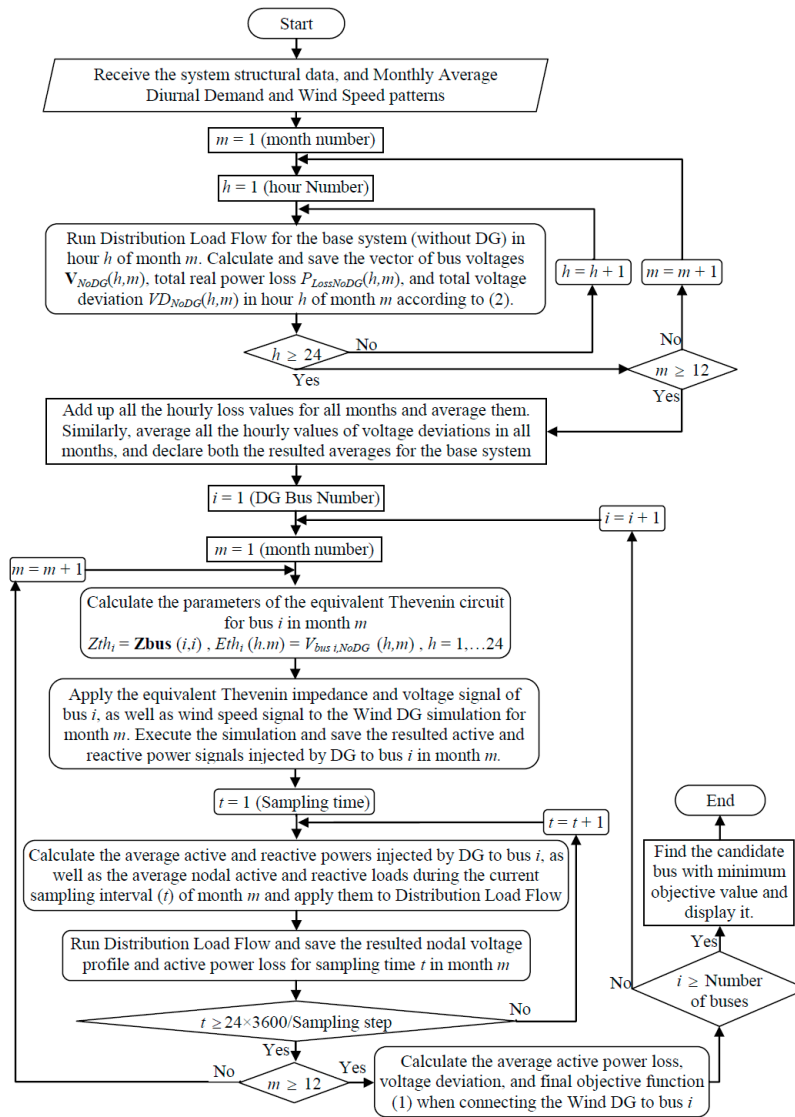 Start
Receive the system structural data, and Monthly Average
Diurnal Demand and Wind Speed patterns
m = 1 (month number)
h = 1 (hour Number)
Run Distribution Load Flow for the base system (without DG) in
hour h of month m. Calculate and save the vector of bus voltages
V_NoDG(h,m), total real power loss P_LossNoDG(h,m), and total voltage
deviation VD_NoDG(h,m) in hour h of month m according to (2).
h = h + 1
m = m + 1
h ≥ 24
No
Yes
No
m ≥ 12
Yes
Add up all the hourly loss values for all months and average them.
Similarly, average all the hourly values of voltage deviations in all
months, and declare both the resulted averages for the base system
i = 1 (DG Bus Number)
i = i + 1
m = 1 (month number)
m = m + 1
Calculate the parameters of the equivalent Thevenin circuit
for bus i in month m
Zth_i = Zbus (i,i) , Eth_i (h.m) = V_bus i,NoDG (h,m) , h = 1,…24
Apply the equivalent Thevenin impedance and voltage signal of
bus i, as well as wind speed signal to the Wind DG simulation for
month m. Execute the simulation and save the resulted active and
reactive power signals injected by DG to bus i in month m.
t = 1 (Sampling time)
t = t + 1
Calculate the average active and reactive powers injected by DG to bus i, as
well as the average nodal active and reactive loads during the current
sampling interval (t) of month m and apply them to Distribution Load Flow
Run Distribution Load Flow and save the resulted nodal voltage
profile and active power loss for sampling time t in month m
t ≥ 24×3600/Sampling step
No
Yes
No
m ≥ 12
Yes
Calculate the average active power loss,
voltage deviation, and final objective function
(1) when connecting the Wind DG to bus i
i ≥ Number
of buses
No
Yes
Find the candidate
bus with minimum
objective value and
display it.
End